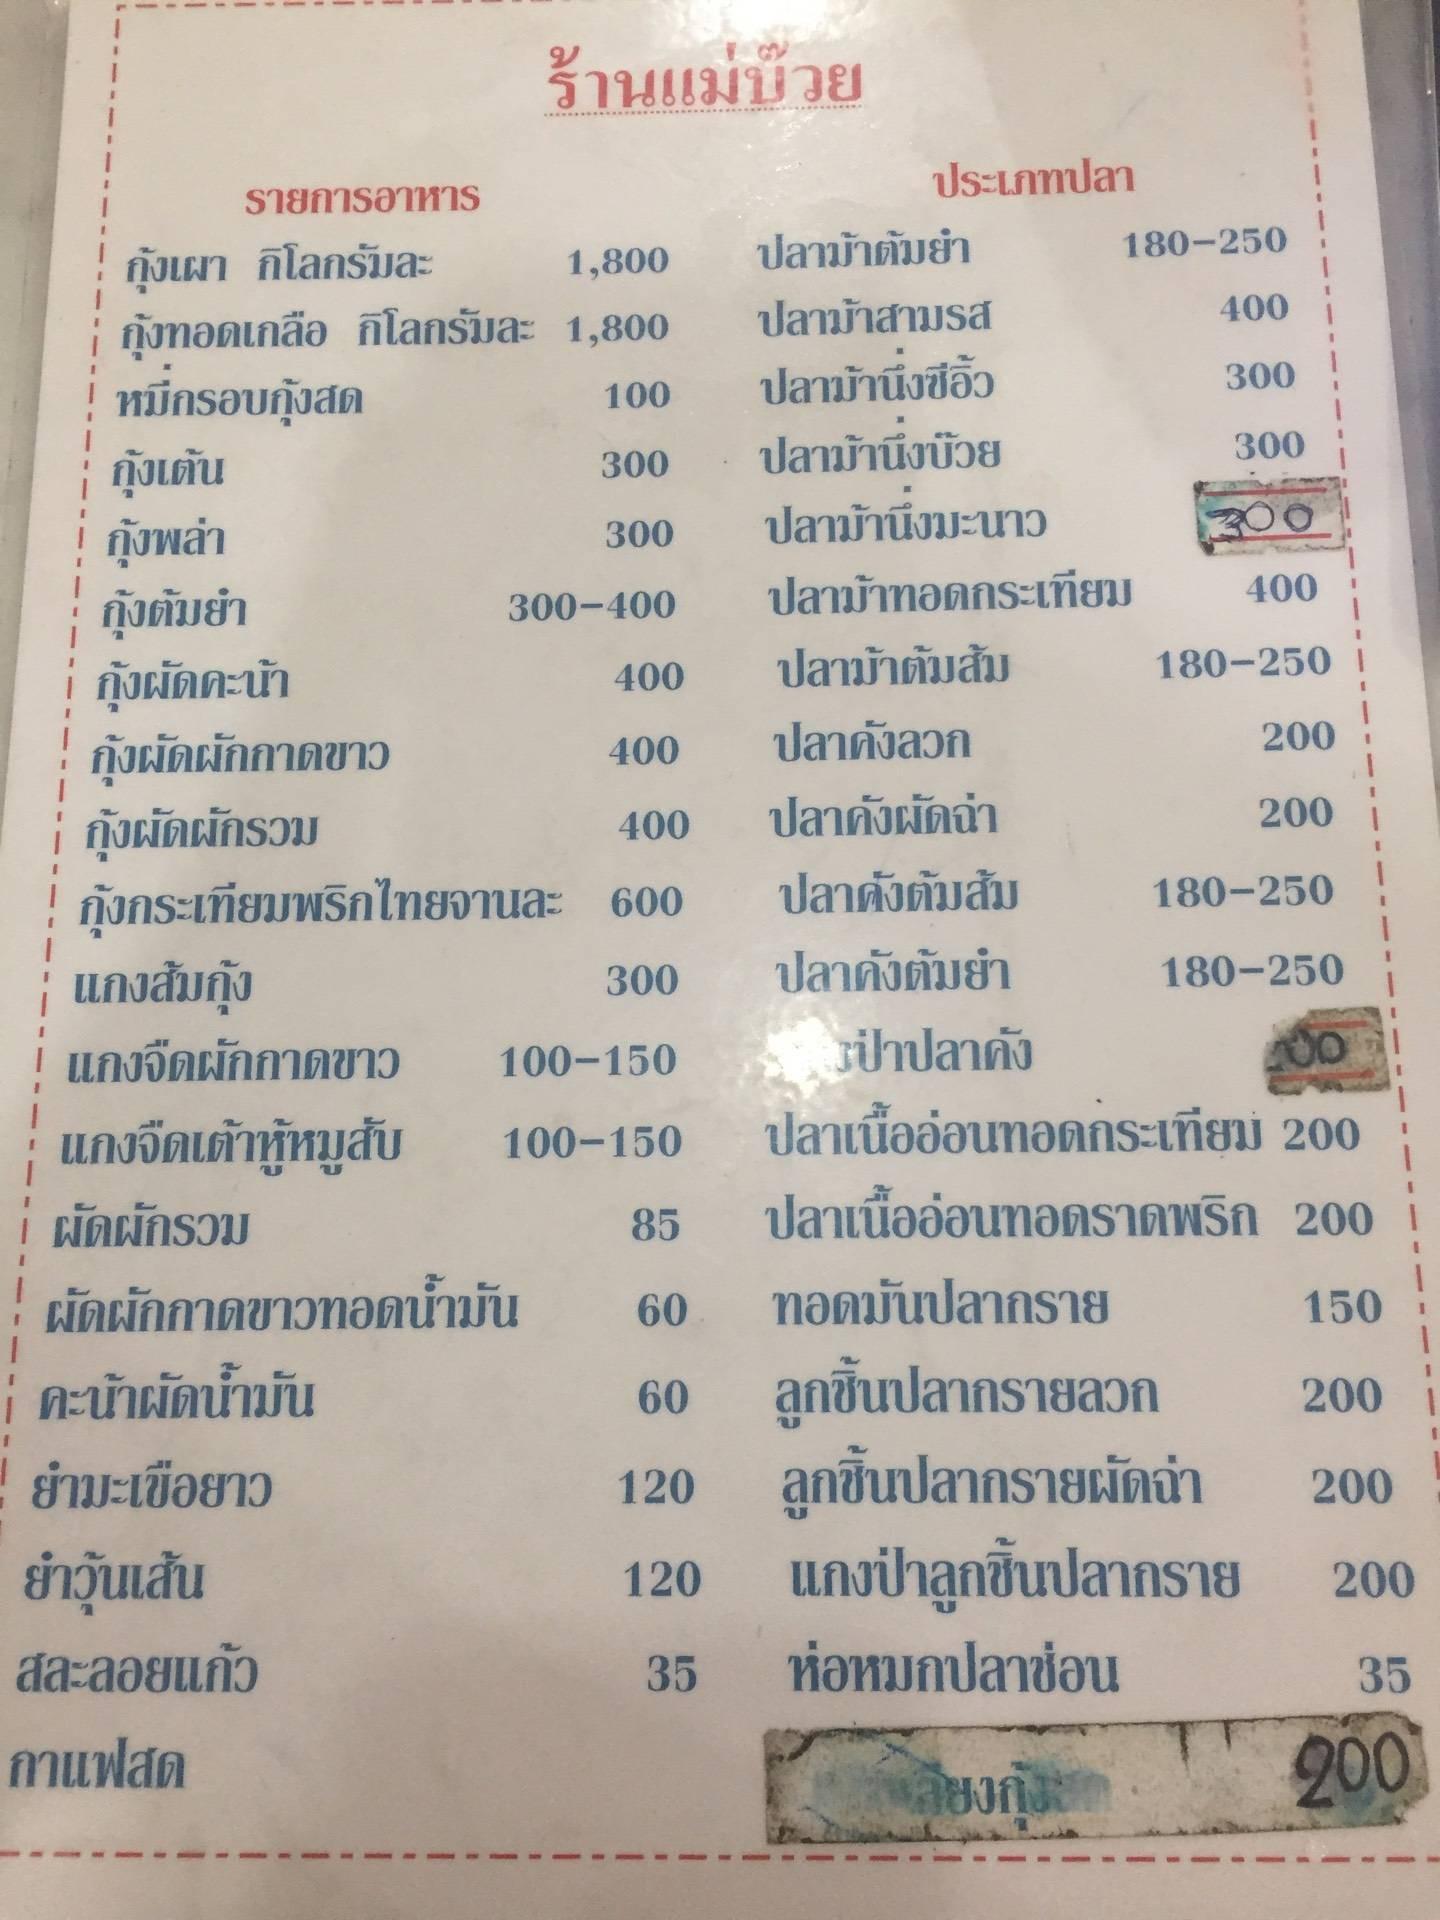 ร้านแม่บ๊วย
รายการอาหาร
กุ้งเผา กิโลกรัมละ 1,800
กุ้งทอดเกลือ กิโลกรัมละ 1,800
หมี่กรอบกุ้งสด 100
กุ้งเต้น 300
กุ้งพล่า 300
กุ้งต้มยำ 300-400
กุ้งผัดคะน้า 400
กุ้งผัดผักกาดขาว 400
กุ้งผัดผักรวม 400
กุ้งกระเทียมพริกไทยจานละ 600
แกงส้มกุ้ง 300
แกงจืดผักกาดขาว 100-150
แกงจืดเต้าหู้หมูสับ 100-150
ผัดผักรวม 85
ผัดผักกาดขาวทอดน้ำมัน 60
คะน้าผัดน้ำมัน 60
ยำมะเขือยาว 120
ยำวุ้นเส้น 120
สละลอยแก้ว 35
กาแฟสด
ประเภทปลา
ปลาม้าต้มยำ 180-250
ปลาม้าสามรส 400
ปลาม้านึ่งซีอิ้ว 300
ปลาม้านึ่งบ๊วย 300
ปลาม้านึ่งมะนาว 300
ปลาม้าทอดกระเทียม 400
ปลาม้าต้มส้ม 180-250
ปลาคังลวก 200
ปลาคังผัดฉ่า 200
ปลาคังต้มส้ม 180-250
ปลาคังต้มยำ 180-250
ป่าปลาคัง
ปลาเนื้ออ่อนทอดกระเทียม 200
ปลาเนื้ออ่อนทอดราดพริก 200
ทอดมันปลากราย 150
ลูกชิ้นปลากรายลวก 200
ลูกชิ้นปลากรายผัดฉ่า 200
แกงป่าลูกชิ้นปลากราย 200
ห่อหมกปลาช่อน 35
200